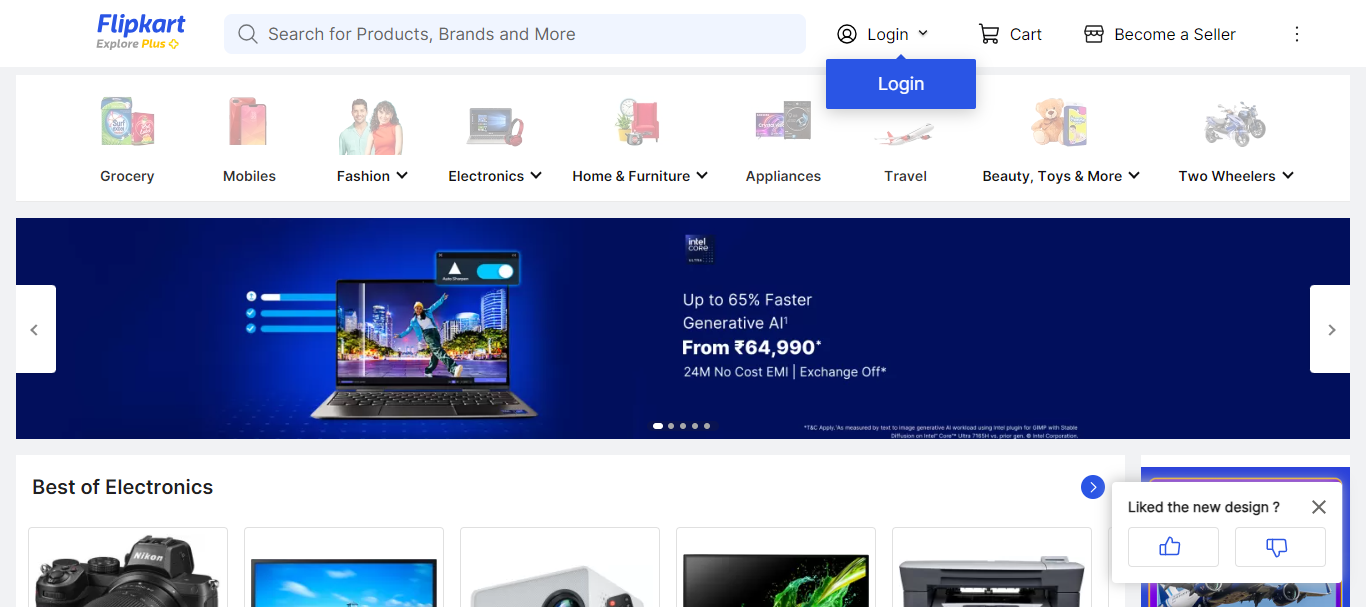 Flipkart
Explore Plus
Search for Products, Brands and More
Login
Cart
Become a Seller
Login
Grocery
Mobiles
Fashion
Electronics
Home & Furniture
Appliances
Travel
Beauty, Toys & More
Two Wheelers
intel
CORE
ULTRA
Up to 65% Faster
Generative AI¹
From ₹64,990*
24M No Cost EMI | Exchange Off*
*T&C Apply. ¹As measured by text to image generative AI workload using Intel plugin for GIMP with Stable
Diffusion on Intel® Core™ Ultra 7165H vs. prior gen. © Intel Corporation.
Best of Electronics
Liked the new design ?
Nikon